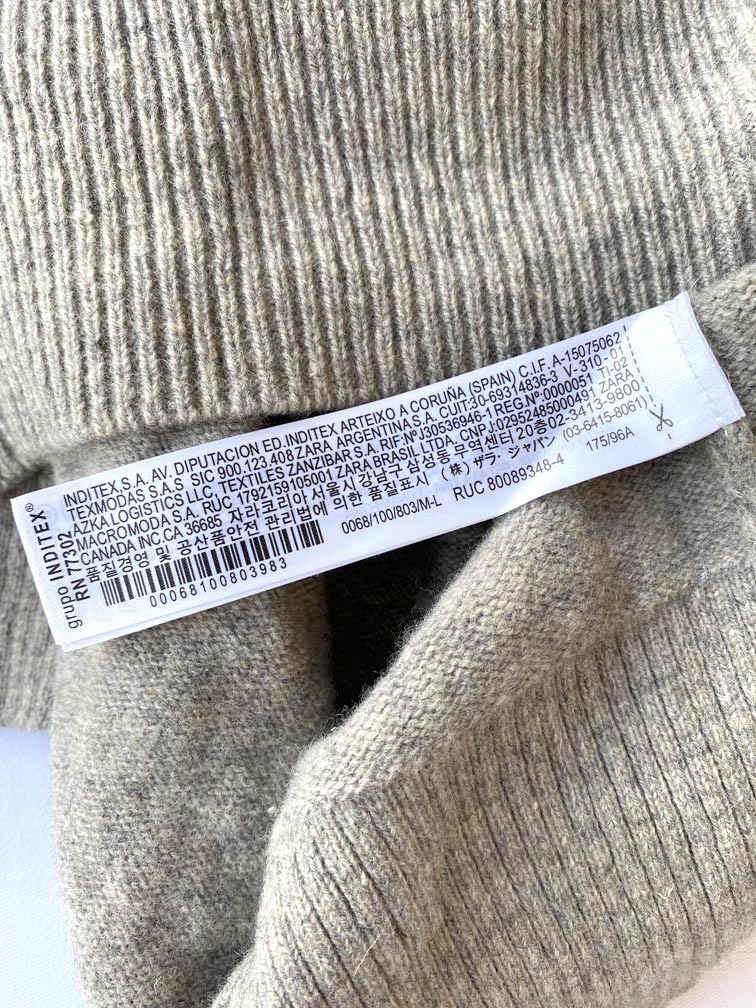 grupo INDITEX®
RN 77302
INDITEX S.A. AV. DIPUTACION ED. INDITEX ARTEIXO A CORUÑA (SPAIN) C.I.F. A-15075062
TEXMODAS S.A.S SIC 900.123.408 ZARA ARGENTINA S.A. CUIT:30-69314836-3 V-310-01
AZKA LOGISTICS LLC, TEXTILES ZANZIBAR S.A. RIF:NºJ30536946-1 REG.Nº0000051 TI-02
MACROMODA S.A. RUC 1792159105001 ZARA BRASIL LTDA. CNPJ:02952485000491 ZARA
CANADA INC.CA 36685 자라코리아 서울시 강남구 삼성동 무역센터 20층 02-3413-9800
품질경영 및 공산품안전 관리법에 의한 품질표시 (株) ザラ・ジャパン (03-6415-8061)
0068/100/803/M-L RUC 80089348-4 175/96A
00068100803983